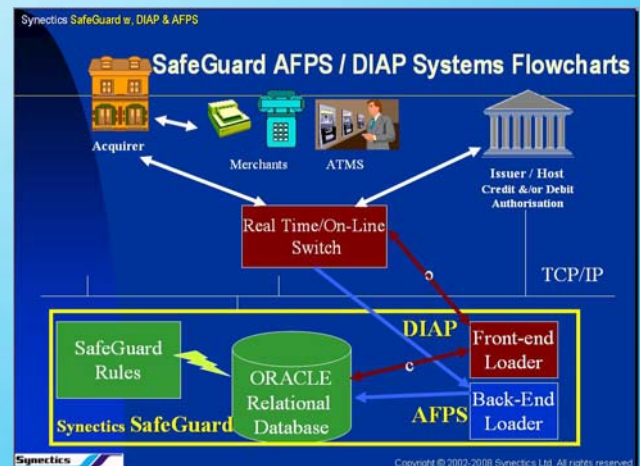 Synectics SafeGuard w, DIAP & AFPS
SafeGuard AFPS / DIAP Systems Flowcharts
Acquirer
Merchants
ATMS
Issuer / Host
Credit &/or Debit
Authorisation
Real Time/On-Line
Switch
TCP/IP
DIAP
Front-end
Loader
SafeGuard
Rules
ORACLE
Relational
Database
AFPS
Back-End
Loader
Synectics SafeGuard
Synectics
Copyright © 2002-2008 Synectics Ltd. All rights reserved